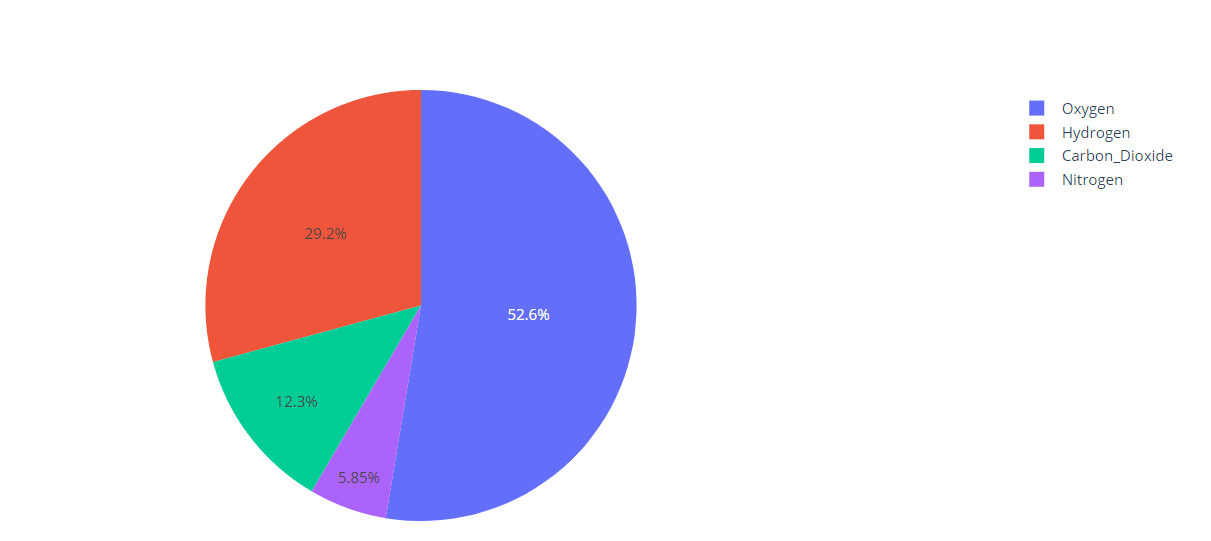 Oxygen
Hydrogen
Carbon_Dioxide
Nitrogen
29.2%
52.6%
12.3%
5.85%